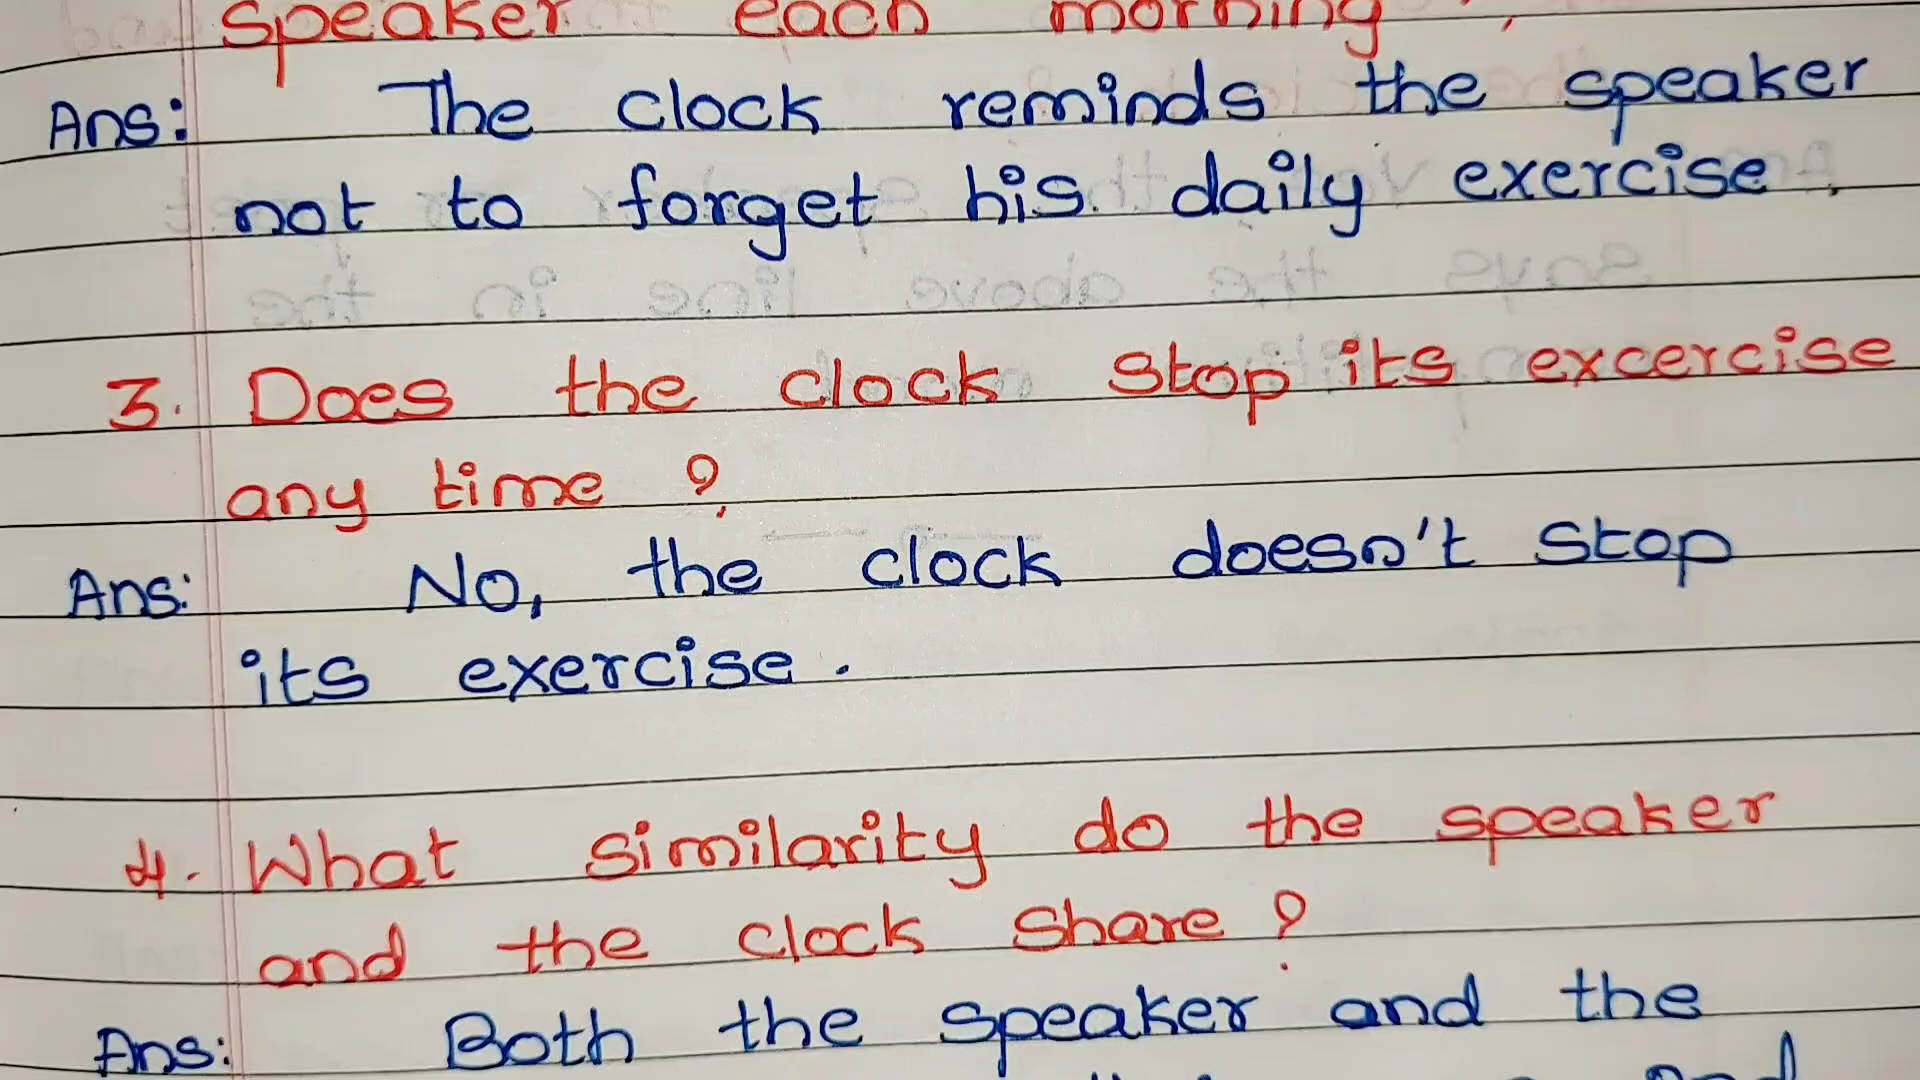 speaker each morning ?
Ans: The clock reminds the speaker
not to forget his daily exercise.
3. Does the clock stop its excercise
any time ?
Ans: No, the clock doesn't stop
its exercise.
4. What similarity do the speaker
and the clock share ?
Ans: Both the speaker and the
and